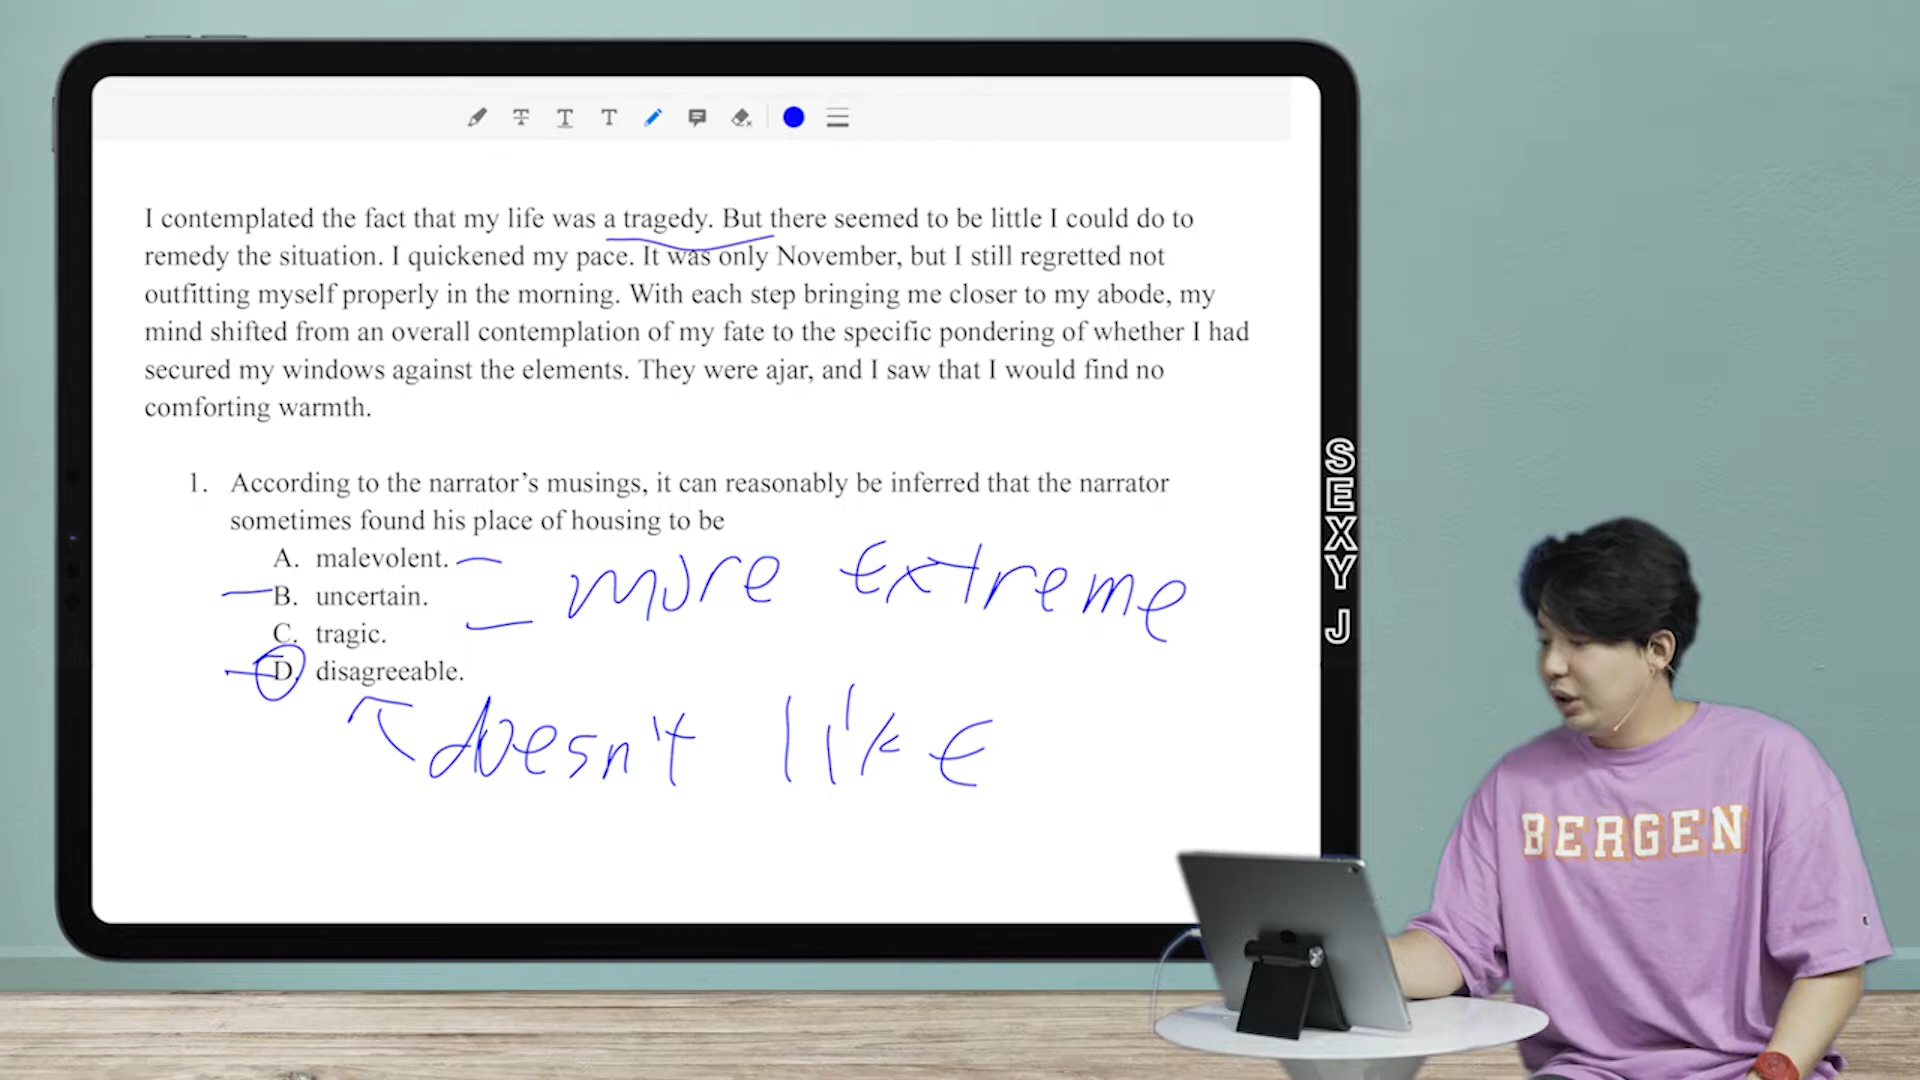 I contemplated the fact that my life was a tragedy. But there seemed to be little I could do to
remedy the situation. I quickened my pace. It was only November, but I still regretted not
outfitting myself properly in the morning. With each step bringing me closer to my abode, my
mind shifted from an overall contemplation of my fate to the specific pondering of whether I had
secured my windows against the elements. They were ajar, and I saw that I would find no
comforting warmth.
1. According to the narrator’s musings, it can reasonably be inferred that the narrator
sometimes found his place of housing to be
A. malevolent.
B. uncertain.
C. tragic.
D. disagreeable.
more extreme
doesn't like
SEXY J
BERGEN